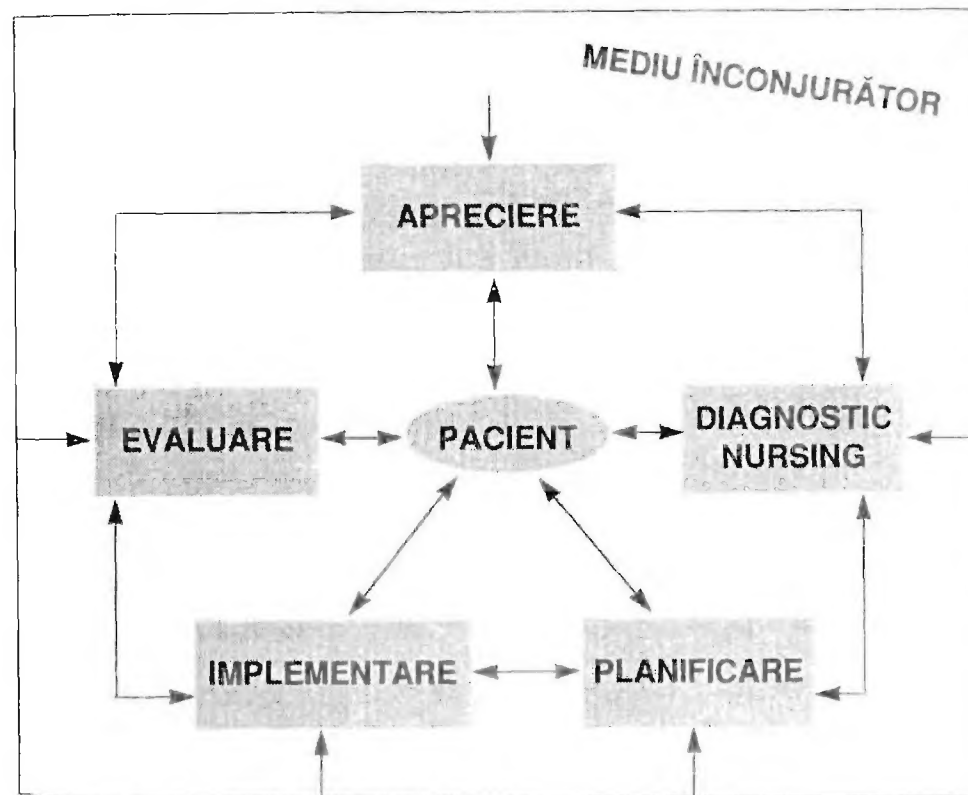 MEDIU ÎNCONJURĂTOR
APRECIERE
EVALUARE
PACIENT
DIAGNOSTIC
NURSING
IMPLEMENTARE
PLANIFICARE